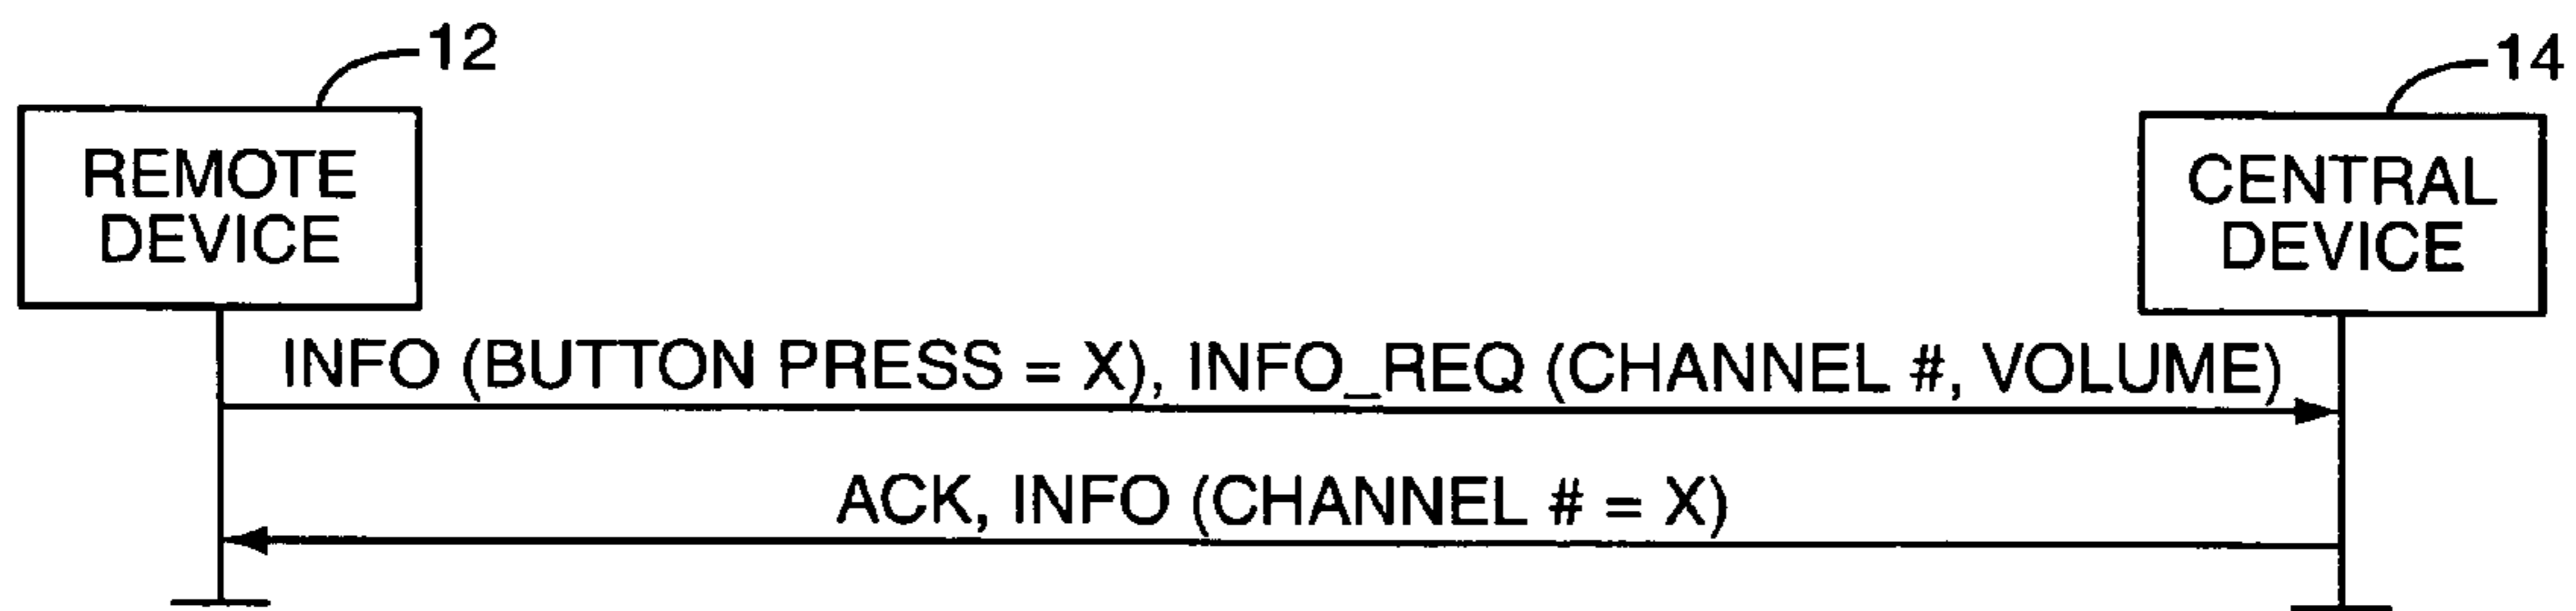 12
14
REMOTE
DEVICE
CENTRAL
DEVICE
INFO (BUTTON PRESS = X), INFO_REQ (CHANNEL #, VOLUME)
ACK, INFO (CHANNEL # = X)